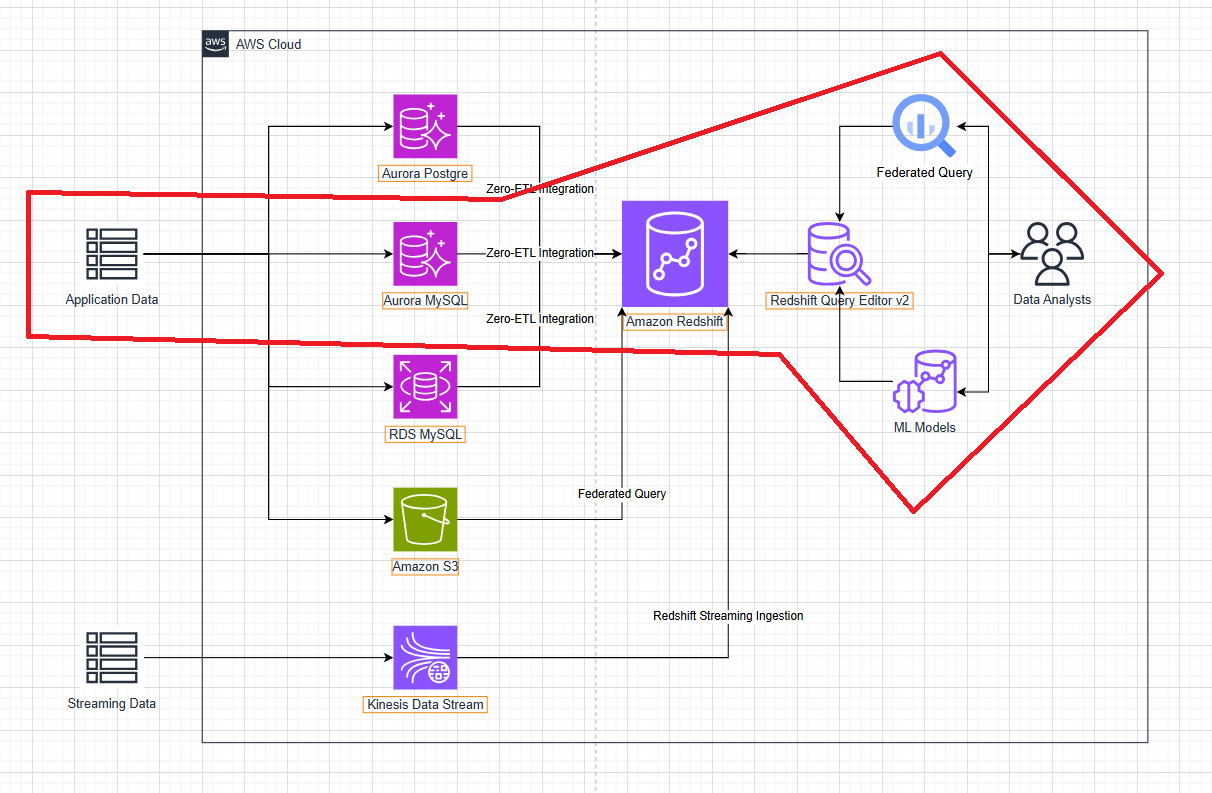 aws
AWS Cloud
Aurora Postgre
Federated Query
Zero-ETL Integration
Zero-ETL Integration
Application Data
Aurora MySQL
Redshift Query Editor v2
Data Analysts
Zero-ETL Integration
Amazon Redshift
RDS MySQL
ML Models
Federated Query
Amazon S3
Redshift Streaming Ingestion
Streaming Data
Kinesis Data Stream